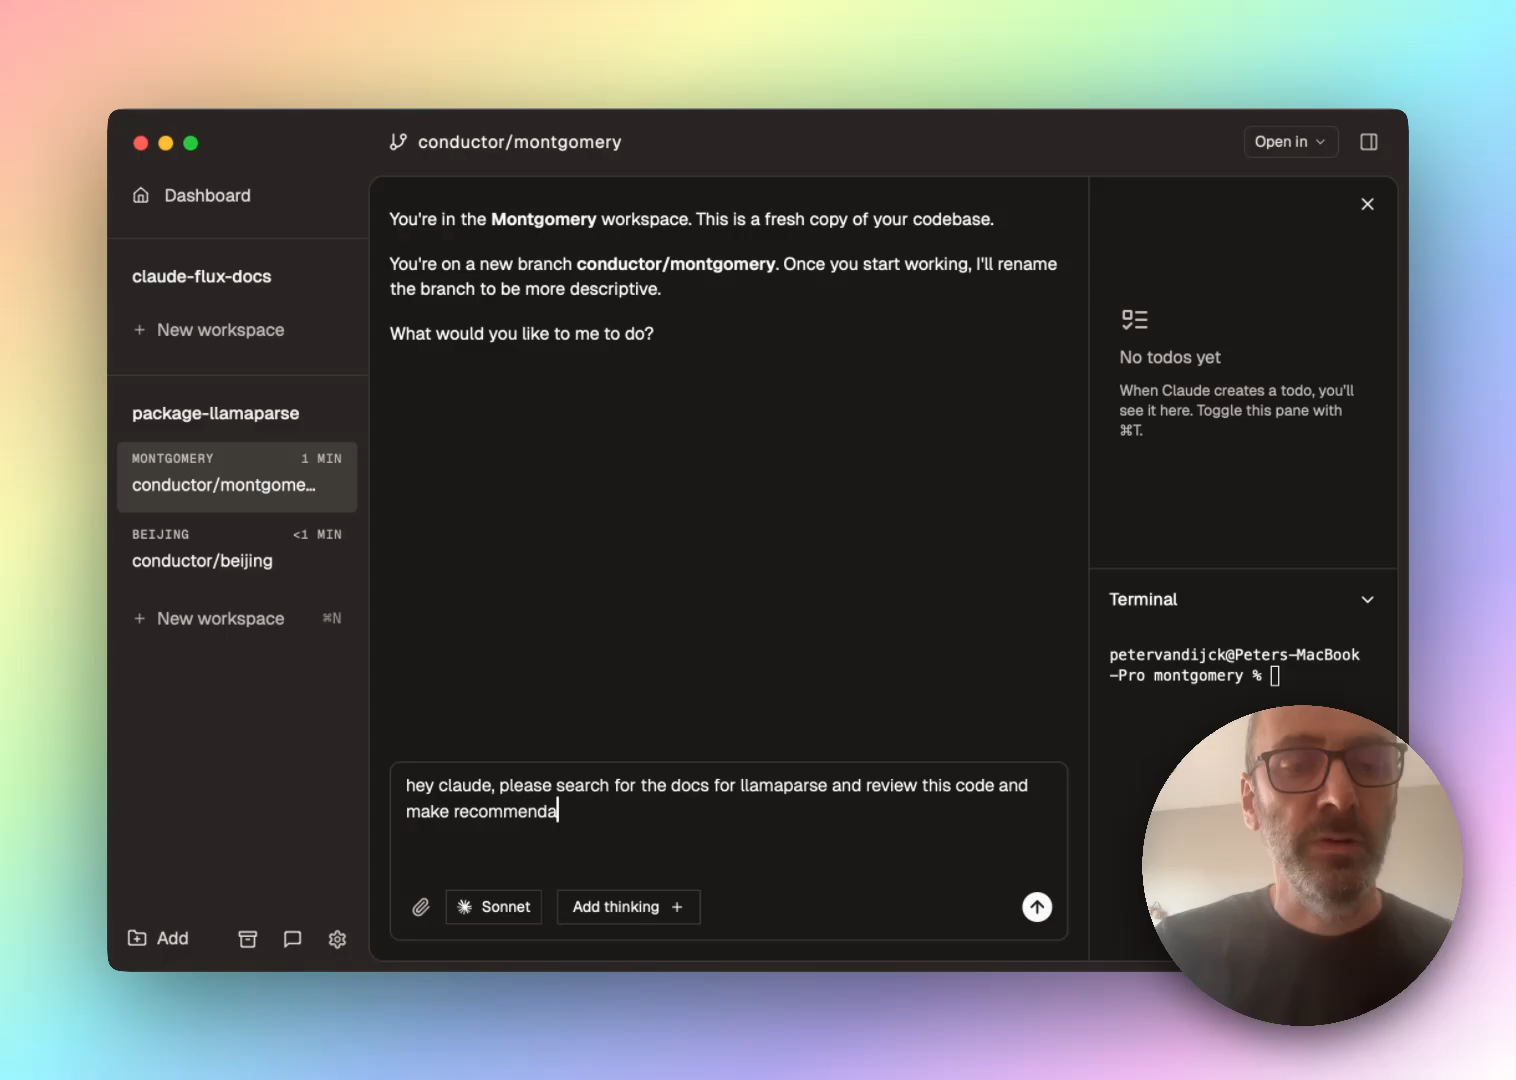 conductor/montgomery
Open in
Dashboard
claude-flux-docs
+ New workspace
package-llamaparse
MONTGOMERY 1 MIN
conductor/montgome...
BEIJING <1 MIN
conductor/beijing
+ New workspace ⌘N
Add
You're in the Montgomery workspace. This is a fresh copy of your codebase.
You're on a new branch conductor/montgomery. Once you start working, I'll rename
the branch to be more descriptive.
What would you like to me to do?
hey claude, please search for the docs for llamaparse and review this code and
make recommenda
Sonnet
Add thinking +
No todos yet
When Claude creates a todo, you'll
see it here. Toggle this pane with
⌘T.
Terminal
petervandijck@Peters-MacBook
-Pro montgomery %